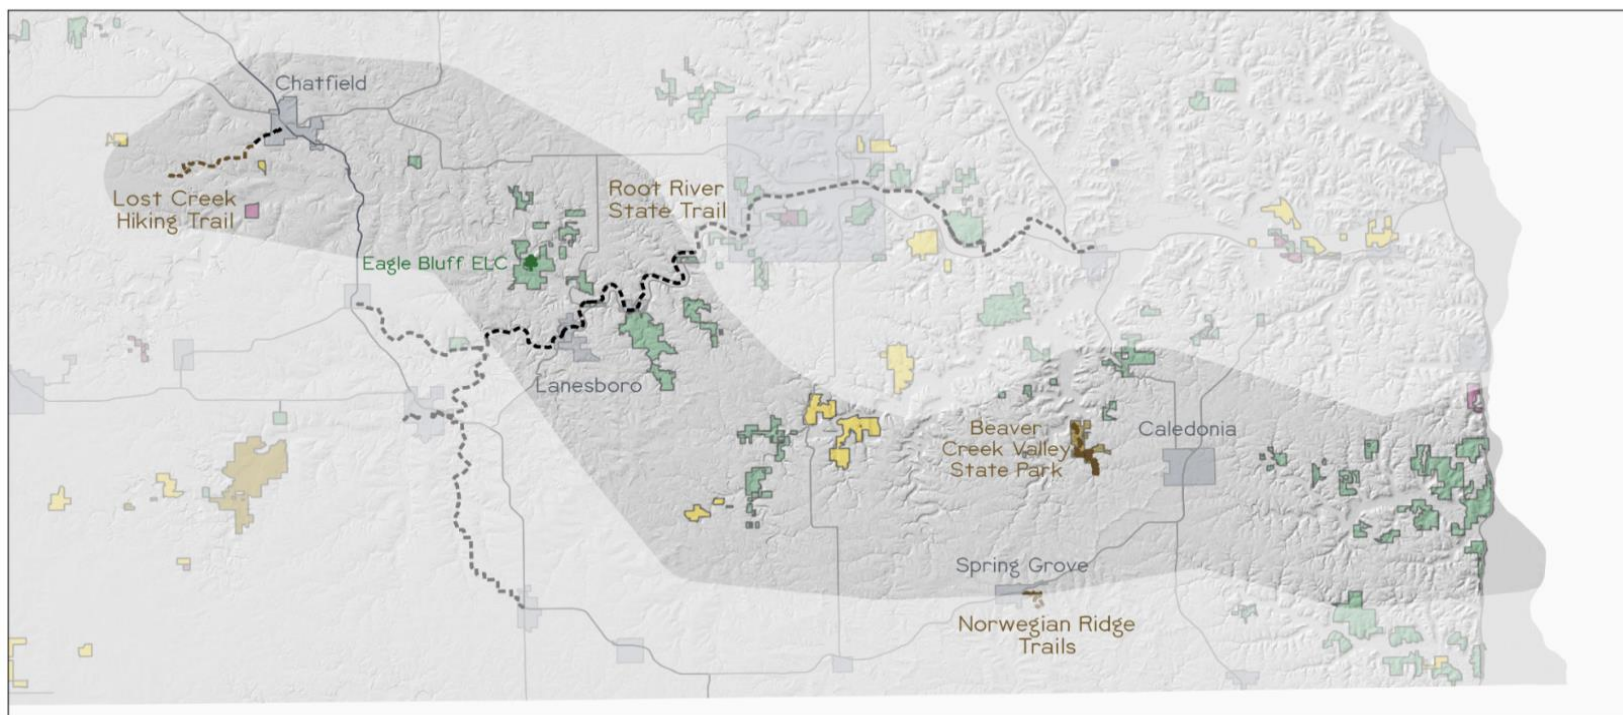 Chatfield
Lost Creek
Hiking Trail
Root River
State Trail
Eagle Bluff ELC
Lanesboro
Beaver
Creek Valley
State Park
Caledonia
Spring Grove
Norwegian Ridge
Trails